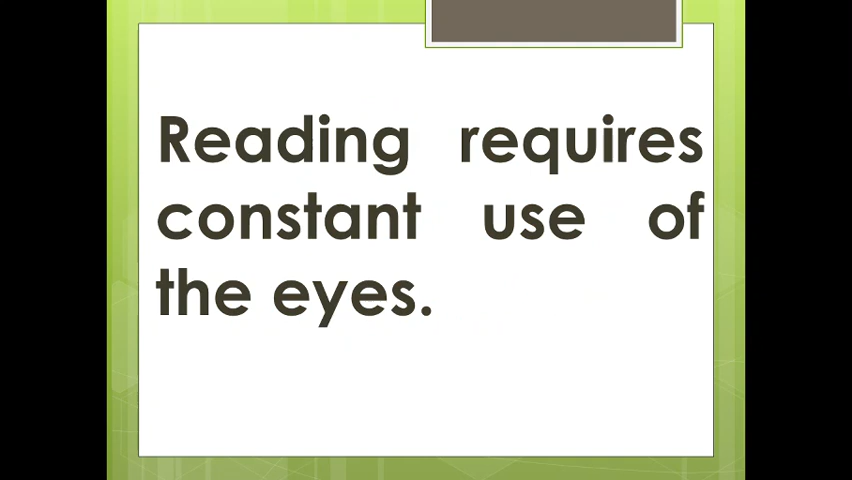 Reading requires
constant use of
the eyes.